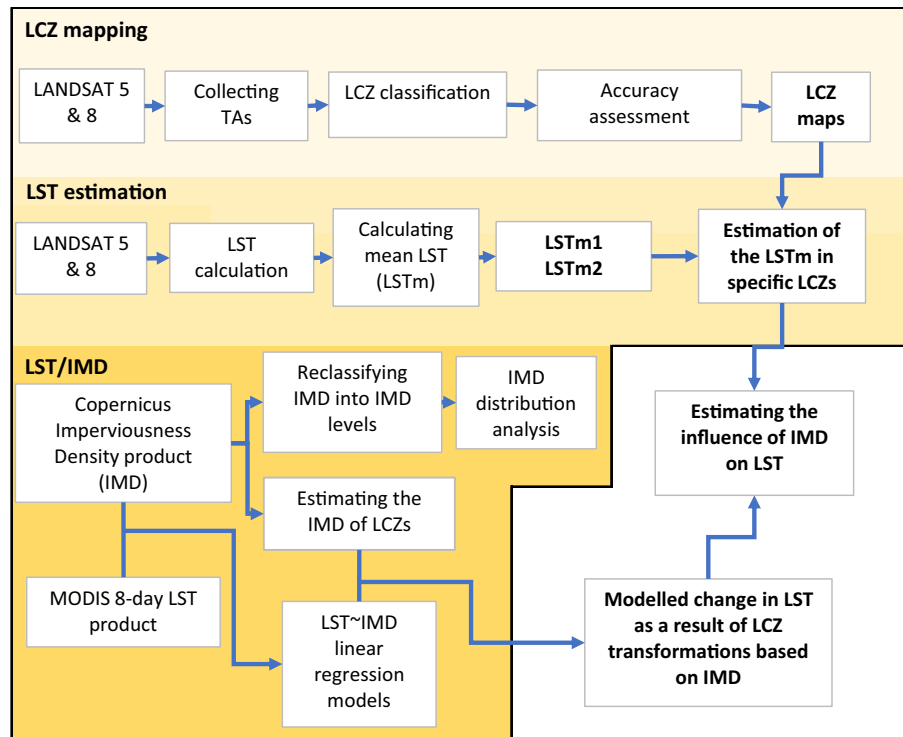 LCZ mapping
LANDSAT 5
& 8
Collecting
TAs
LCZ classification
Accuracy
assessment
LCZ
maps
LST estimation
LANDSAT 5
& 8
LST
calculation
Calculating
mean LST
(LSTm)
LSTm1
LSTm2
Estimation of
the LSTm in
specific LCZs
LST/IMD
Copernicus
Imperviousness
Density product
(IMD)
Reclassifying
IMD into IMD
levels
IMD
distribution
analysis
Estimating the
influence of IMD
on LST
Estimating the
IMD of LCZs
MODIS 8-day LST
product
LST~IMD
linear
regression
models
Modelled change in LST
as a result of LCZ
transformations based
on IMD